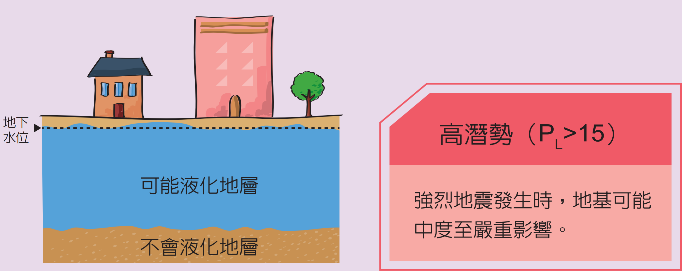 地下
水位
可能液化地層
不會液化地層
高潛勢（PL>15）
強烈地震發生時，地基可能
中度至嚴重影響。